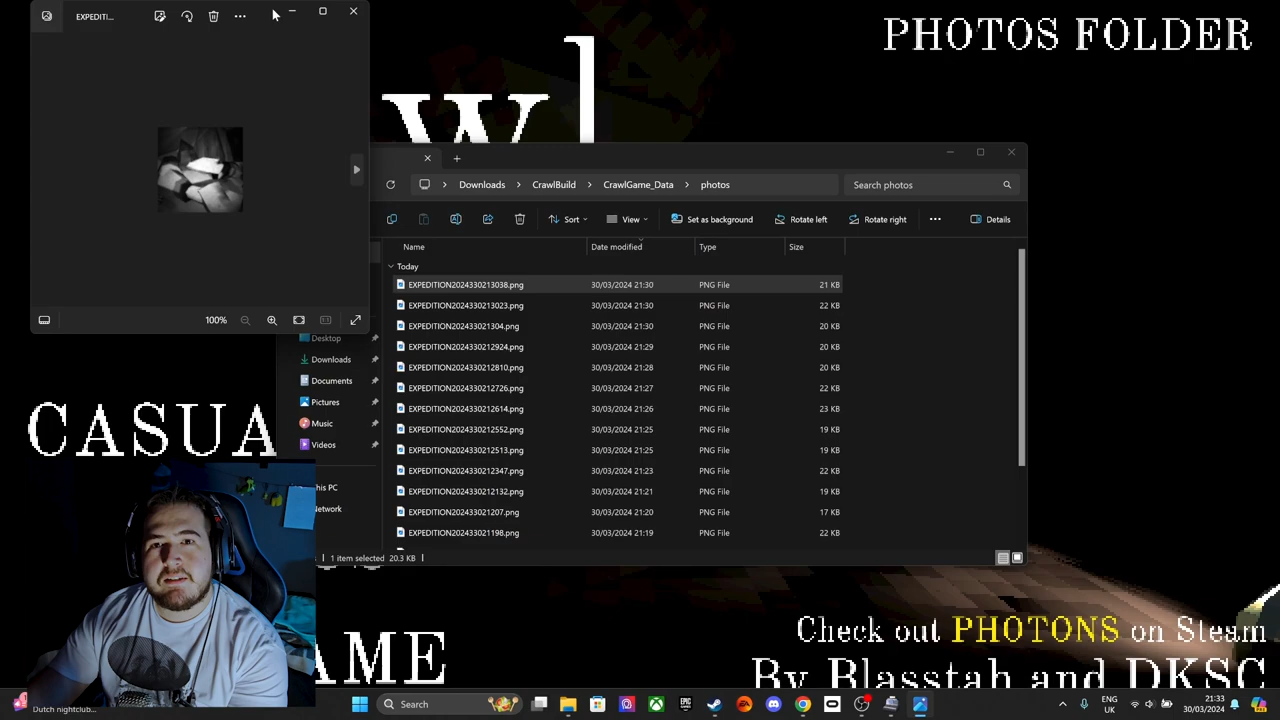 EXPEDITI...
PHOTOS FOLDER
wl
Downloads > CrawlBuild > CrawlGame_Data > photos
Search photos
Sort View Set as background Rotate left Rotate right ... Details
Name Date modified Type Size
Today
EXPEDITION2024330213038.png 30/03/2024 21:30 PNG File 21 KB
EXPEDITION2024330213023.png 30/03/2024 21:30 PNG File 22 KB
EXPEDITION202433021304.png 30/03/2024 21:30 PNG File 20 KB
EXPEDITION2024330212924.png 30/03/2024 21:29 PNG File 20 KB
EXPEDITION2024330212810.png 30/03/2024 21:28 PNG File 20 KB
EXPEDITION2024330212726.png 30/03/2024 21:27 PNG File 22 KB
EXPEDITION2024330212614.png 30/03/2024 21:26 PNG File 23 KB
EXPEDITION2024330212552.png 30/03/2024 21:25 PNG File 19 KB
EXPEDITION2024330212513.png 30/03/2024 21:25 PNG File 19 KB
EXPEDITION2024330212347.png 30/03/2024 21:23 PNG File 22 KB
EXPEDITION2024330212132.png 30/03/2024 21:21 PNG File 19 KB
EXPEDITION202433021207.png 30/03/2024 21:20 PNG File 17 KB
EXPEDITION202433021198.png 30/03/2024 21:19 PNG File 22 KB
100%
Desktop
Downloads
Documents
Pictures
Music
Videos
his PC
Network
1 item selected 20.3 KB
CASUA
AME
Check out PHOTONS on Steam
By Blasstab and DKSC
Dutch nightclub...
Search
ENG
UK
21:33
30/03/2024